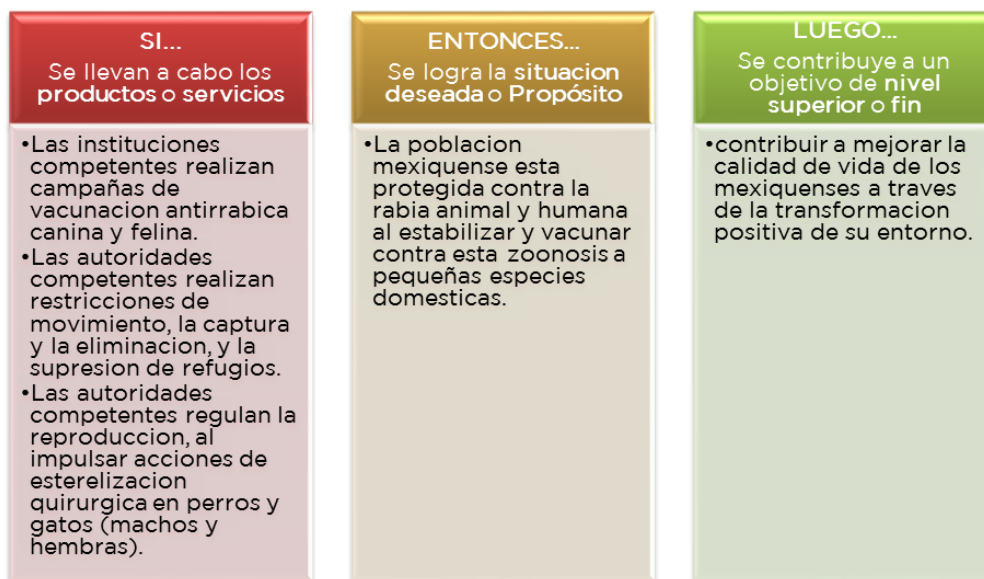 SI...
Se llevan a cabo los
productos o servicios
•Las instituciones
competentes realizan
campañas de
vacunacion antirrabica
canina y felina.
•Las autoridades
competentes realizan
restricciones de
movimiento, la captura
y la eliminacion, y la
supresion de refugios.
•Las autoridades
competentes regulan la
reproduccion, al
impulsar acciones de
esterelizacion
quirurgica en perros y
gatos (machos y
hembras).
ENTONCES...
Se logra la situacion
deseada o Propósito
•La poblacion
mexiquense esta
protegida contra la
rabia animal y humana
al estabilizar y vacunar
contra esta zoonosis a
pequeñas especies
domesticas.
LUEGO...
Se contribuye a un
objetivo de nivel
superior o fin
•contribuir a mejorar la
calidad de vida de los
mexiquenses a traves
de la transformacion
positiva de su entorno.